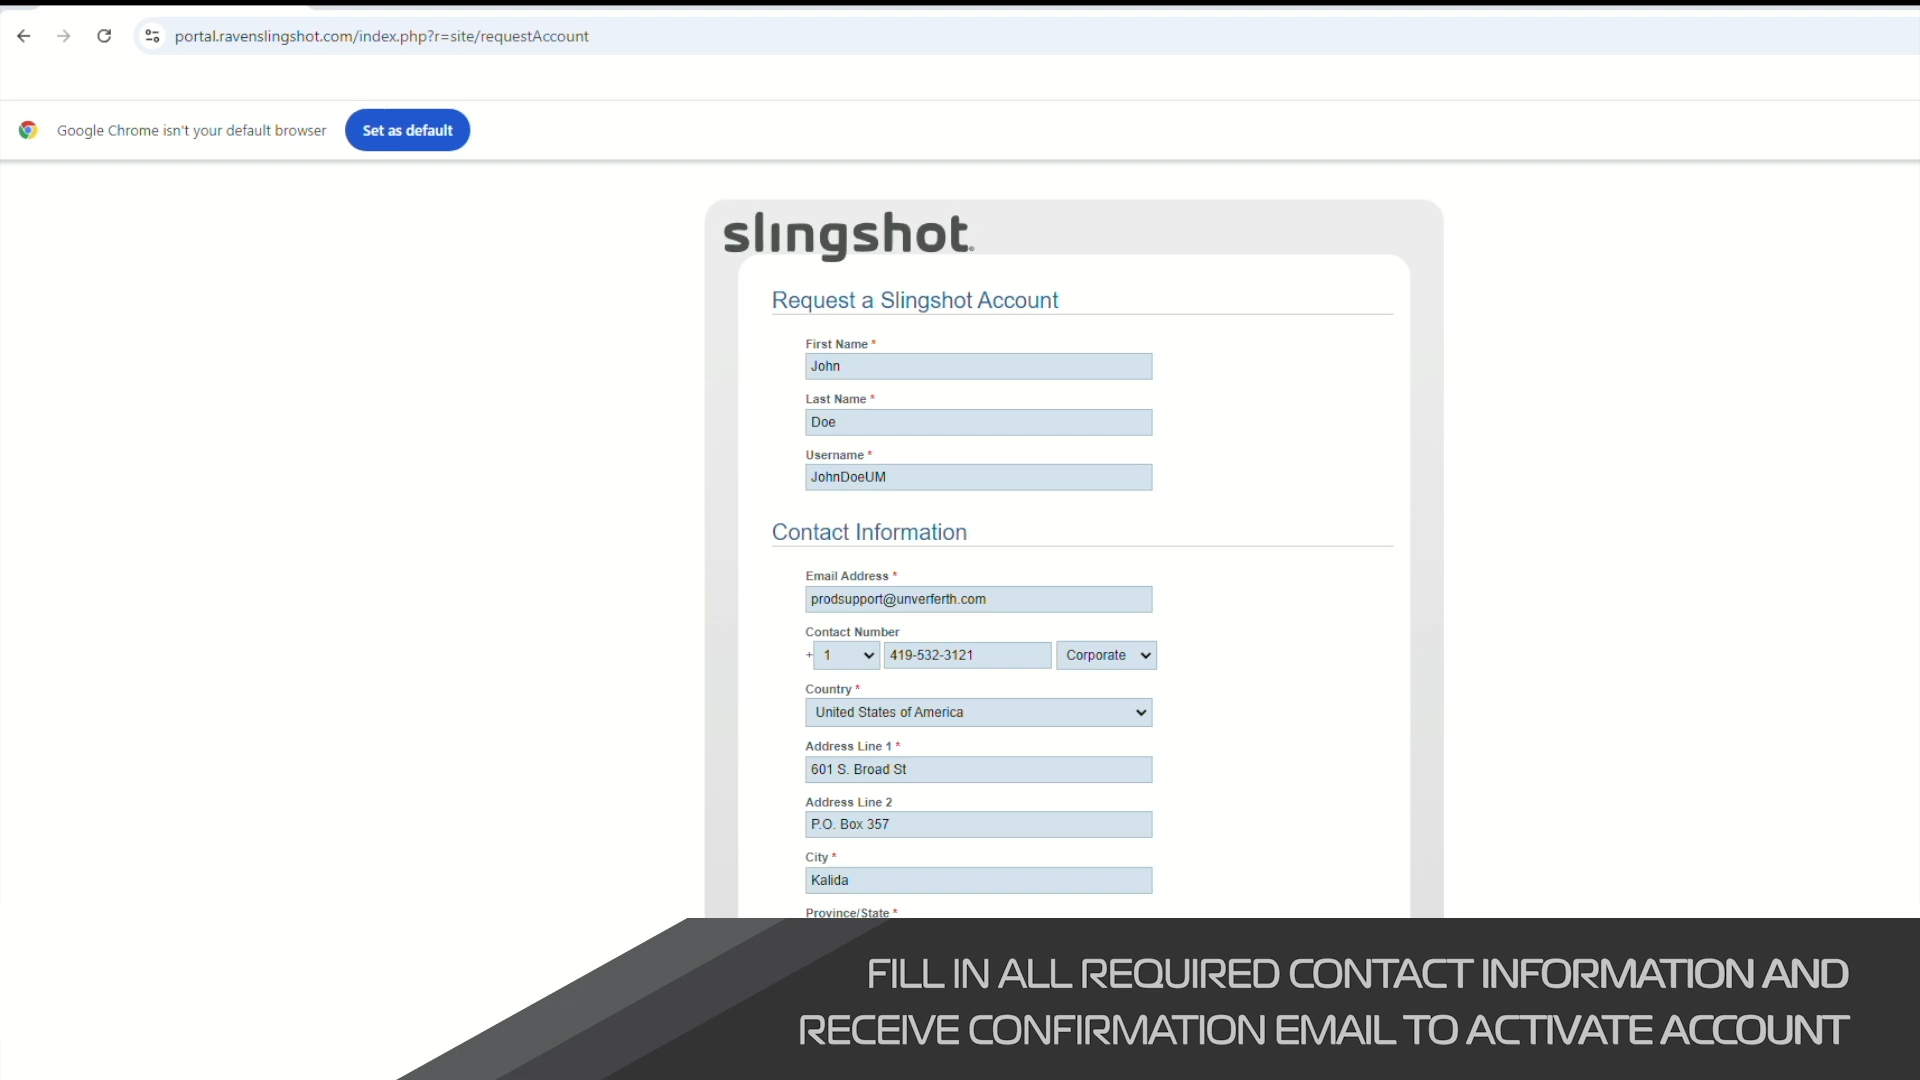 portal.ravenslingshot.com/index.php?r=site/requestAccount
Google Chrome isn't your default browser
Set as default
slingshot®
Request a Slingshot Account
First Name *
John
Last Name *
Doe
Username *
JohnDoeUM
Contact Information
Email Address *
prodsupport@unverferth.com
Contact Number
+ 1 419-532-3121 Corporate
Country *
United States of America
Address Line 1 *
601 S. Broad St
Address Line 2
P.O. Box 357
City *
Kalida
Province/State *
FILL IN ALL REQUIRED CONTACT INFORMATION AND
RECEIVE CONFIRMATION EMAIL TO ACTIVATE ACCOUNT